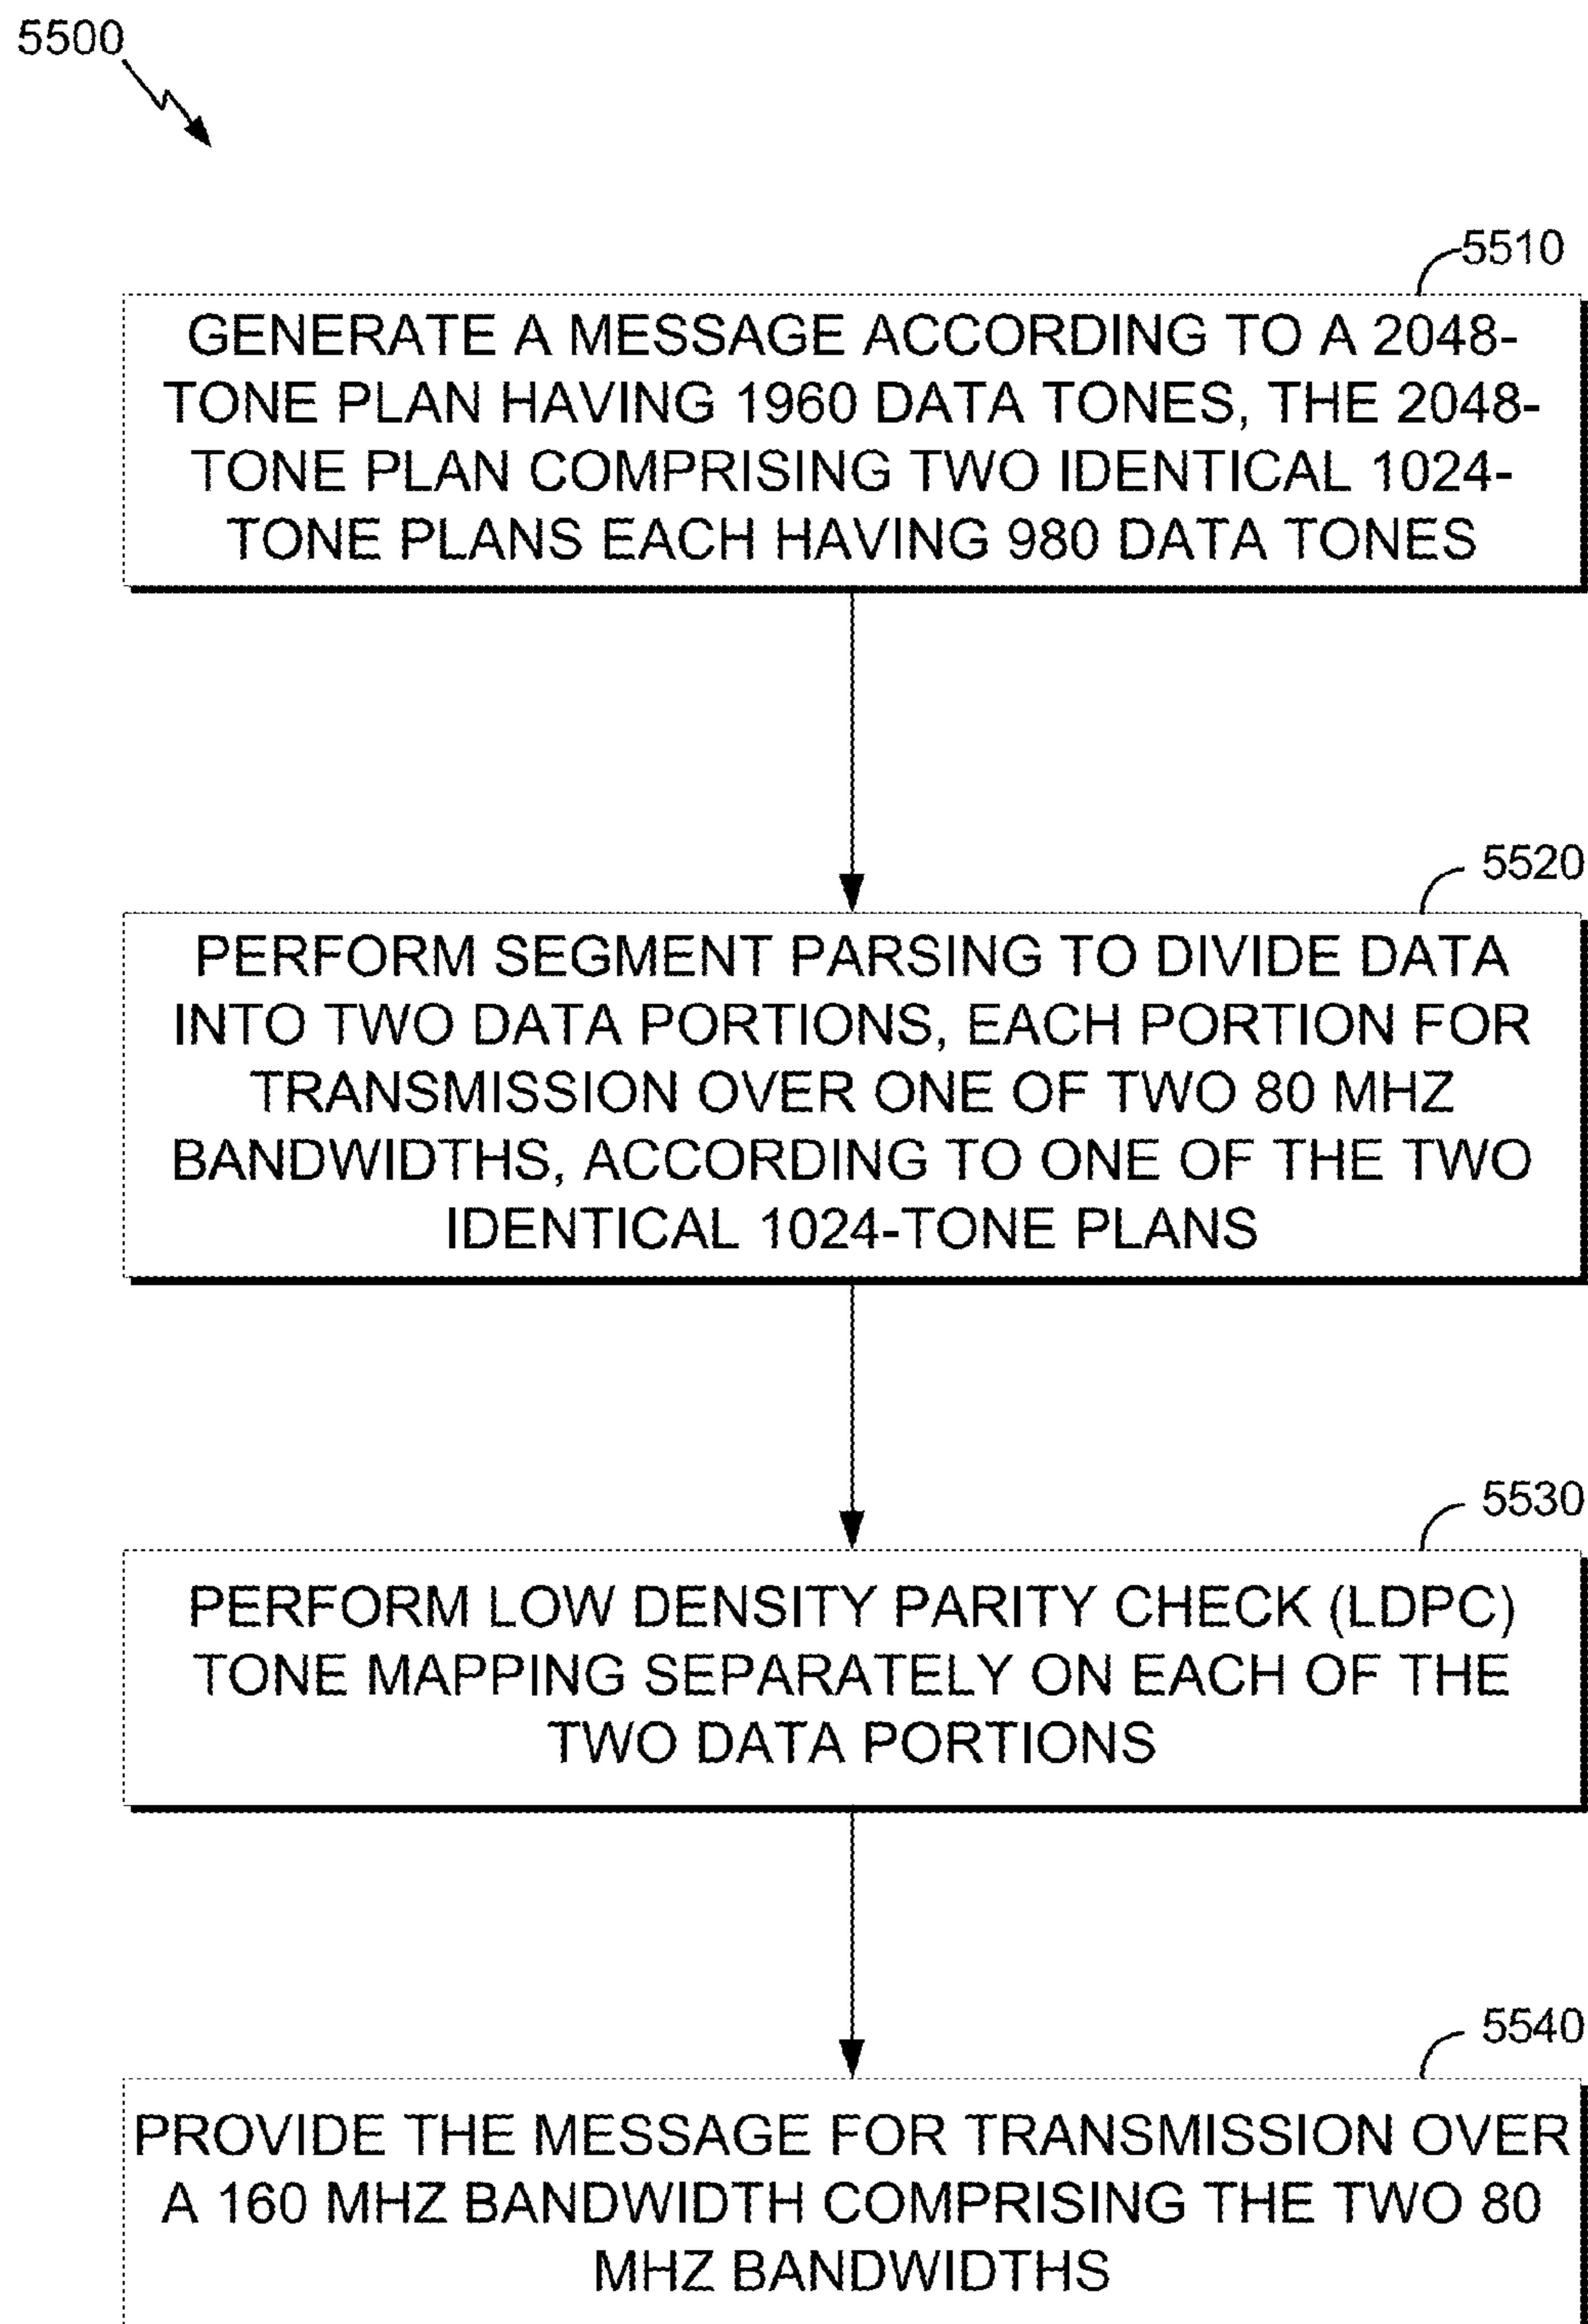 5500
5510
GENERATE A MESSAGE ACCORDING TO A 2048-
TONE PLAN HAVING 1960 DATA TONES, THE 2048-
TONE PLAN COMPRISING TWO IDENTICAL 1024-
TONE PLANS EACH HAVING 980 DATA TONES
5520
PERFORM SEGMENT PARSING TO DIVIDE DATA
INTO TWO DATA PORTIONS, EACH PORTION FOR
TRANSMISSION OVER ONE OF TWO 80 MHZ
BANDWIDTHS, ACCORDING TO ONE OF THE TWO
IDENTICAL 1024-TONE PLANS
5530
PERFORM LOW DENSITY PARITY CHECK (LDPC)
TONE MAPPING SEPARATELY ON EACH OF THE
TWO DATA PORTIONS
5540
PROVIDE THE MESSAGE FOR TRANSMISSION OVER
A 160 MHZ BANDWIDTH COMPRISING THE TWO 80
MHZ BANDWIDTHS